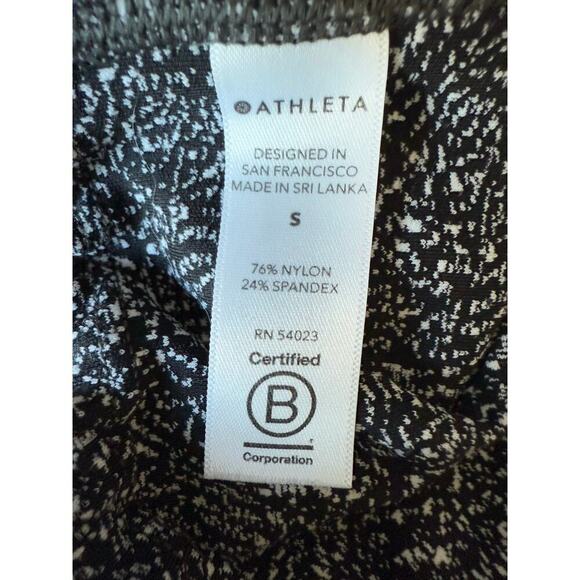 ATHLETA
DESIGNED IN
SAN FRANCISCO
MADE IN SRI LANKA
S
76% NYLON
24% SPANDEX
RN 54023
Certified
B
Corporation